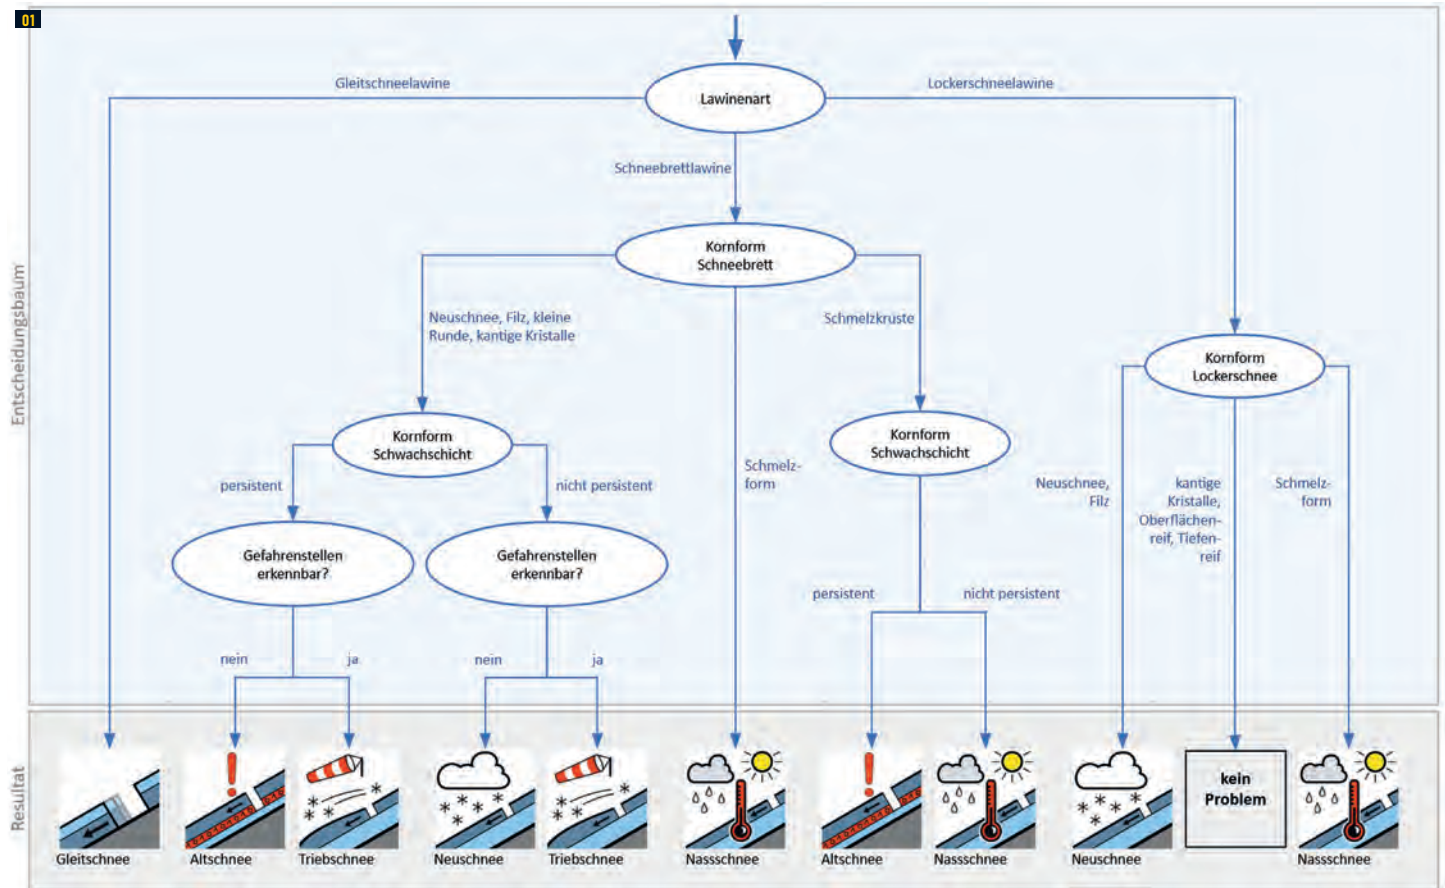 01
Gleitschneelawine
Lawinenart
Lockerschneelawine
Schneebrettlawine
Kornform
Schneebrett
Neuschnee, Filz, kleine
Runde, kantige Kristalle
Schmelzkruste
Kornform
Lockerschnee
Kornform
Schwachschicht
Kornform
Schwachschicht
persistent
nicht persistent
Schmelz-
form
Neuschnee,
Filz
kantige
Kristalle,
Oberflächen-
reif, Tiefen-
reif
Schmelz-
form
Gefahrenstellen
erkennbar?
Gefahrenstellen
erkennbar?
persistent
nicht persistent
nein
ja
nein
ja
Entscheidungsbaum
Resultat
kein
Problem
Gleitschnee
Altschnee
Triebschnee
Neuschnee
Triebschnee
Nassschnee
Altschnee
Nassschnee
Neuschnee
Nassschnee